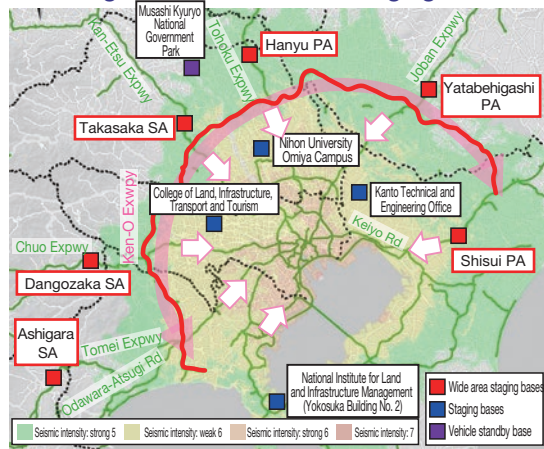 Musashi Kyuryo
National
Government
Park
Hanyu PA
Kan-Etsu Expwy
Tohoku Expwy
Joban Expwy
Yatabehigashi
PA
Takasaka SA
Nihon University
Omiya Campus
College of Land, Infrastructure,
Transport and Tourism
Kanto Technical and
Engineering Office
Ken-O Exwpy
Keiyo Rd
Chuo Expwy
Shisui PA
Dangozaka SA
Ashigara
SA
Tomei Expwy
Odawara-Atsugi Rd
National Institute for Land
and Infrastructure Management
(Yokosuka Building No. 2)
Wide area staging bases
Staging bases
Vehicle standby base
Seismic intensity: strong 5
Seismic intensity: weak 6
Seismic intensity: strong 6
Seismic intensity: 7